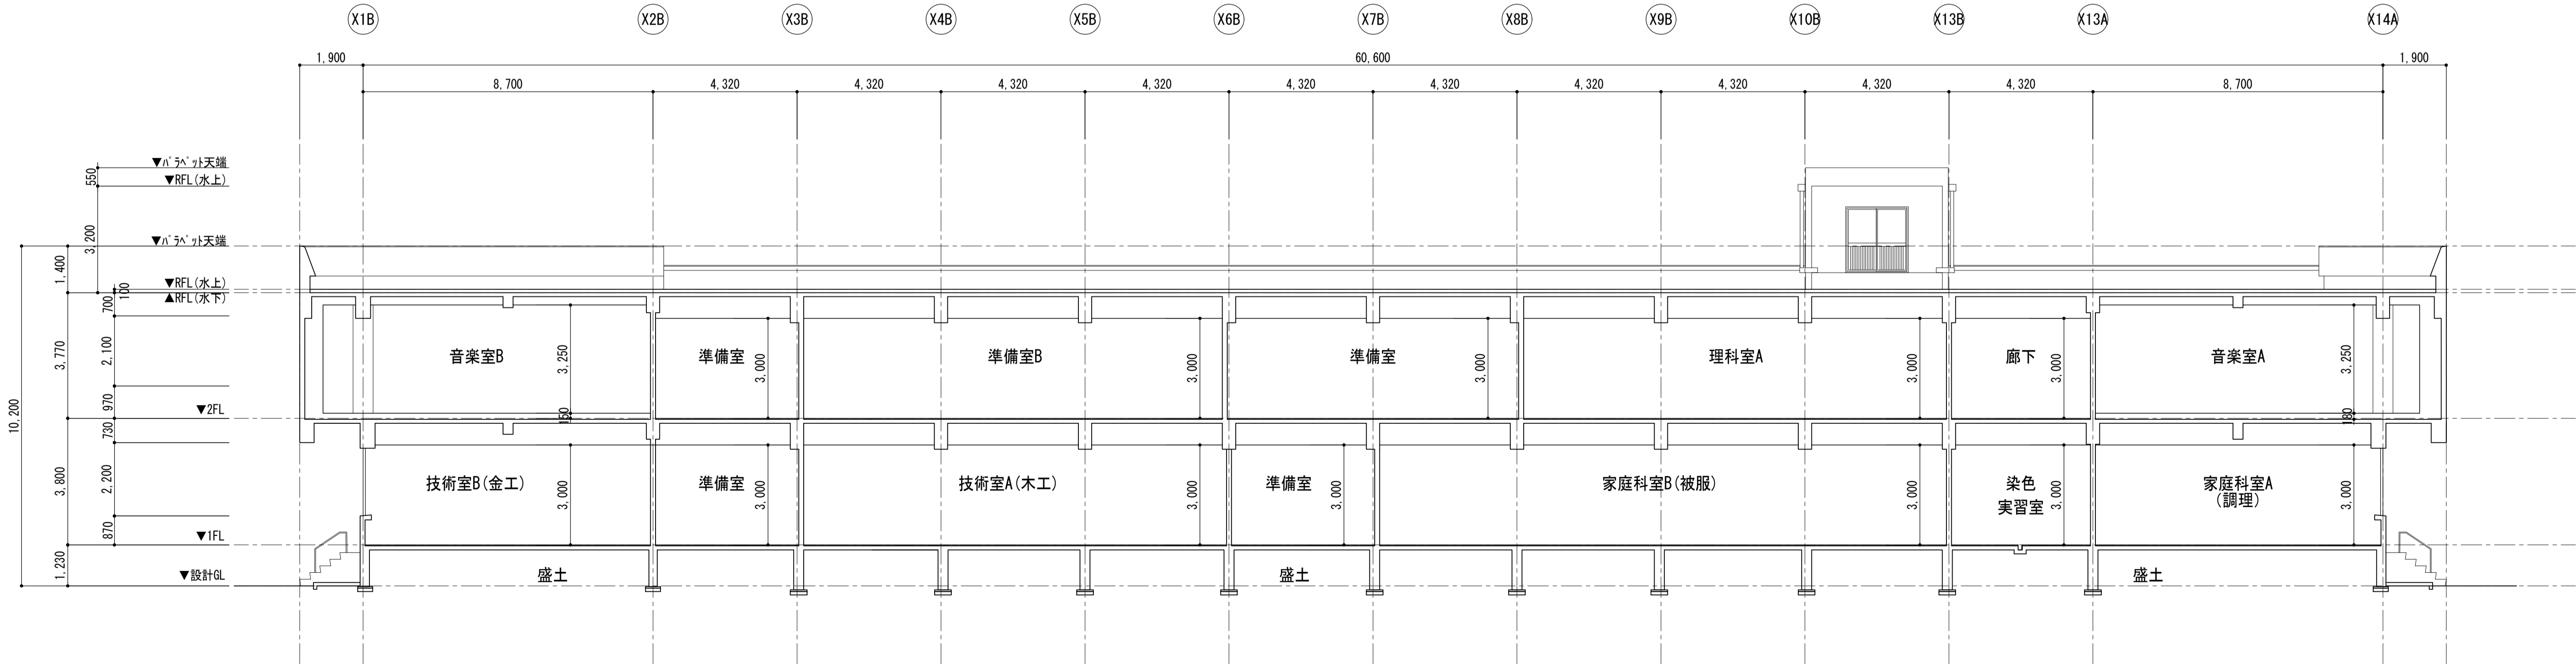 X1B X2B X3B X4B X5B X6B X7B X8B X9B X10B X13B X13A X14A
1,900 60,600 1,900
8,700 4,320 4,320 4,320 4,320 4,320 4,320 4,320 4,320 4,320 4,320 8,700
▼ﾊﾟﾗﾍﾟｯﾄ天端
550
▼RFL(水上)
3,200
▼ﾊﾟﾗﾍﾟｯﾄ天端
1,400
▼RFL(水上)
100
▲RFL(水下)
700
10,200
3,770
2,100
970
▼2FL
音楽室B
3,250
150
準備室
3,000
準備室B
3,000
準備室
3,000
理科室A
3,000
廊下
3,000
音楽室A
3,250
180
730
3,800
2,200
870
▼1FL
技術室B(金工)
3,000
準備室
3,000
技術室A(木工)
3,000
準備室
3,000
家庭科室B(被服)
3,000
染色
実習室
3,000
家庭科室A
(調理)
3,000
1,230
▼設計GL
盛土 盛土 盛土